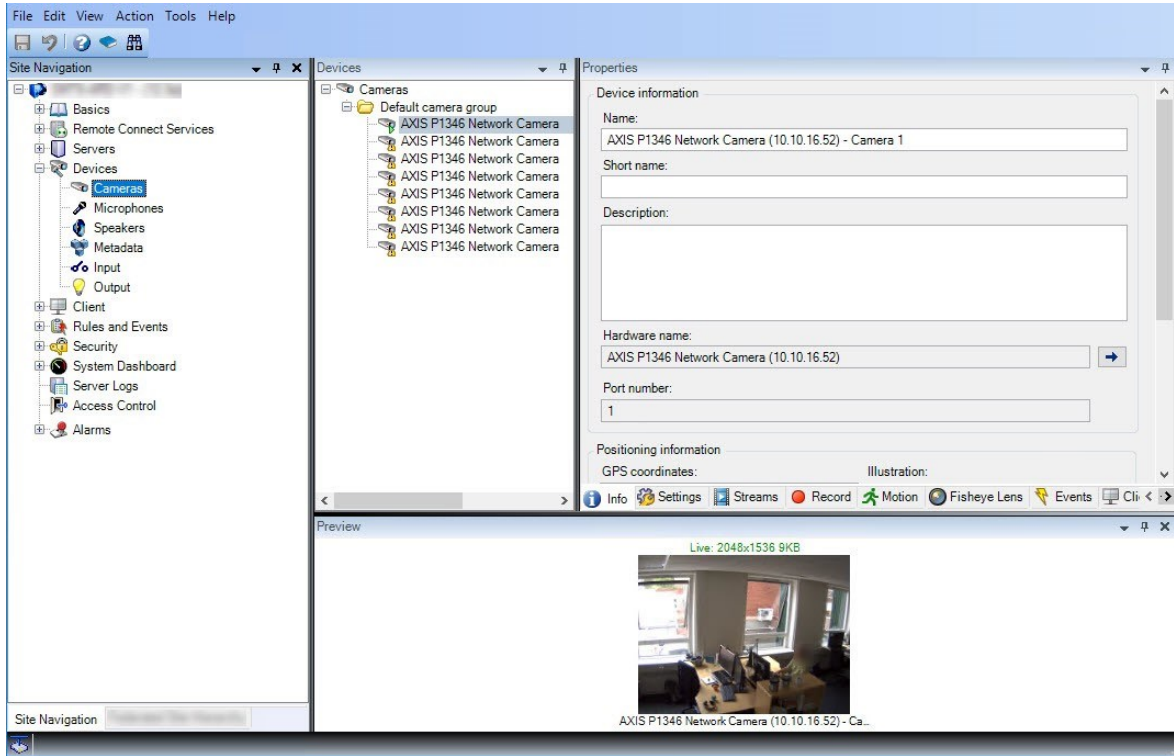 File Edit View Action Tools Help
Site Navigation
Basics
Remote Connect Services
Servers
Devices
Cameras
Microphones
Speakers
Metadata
Input
Output
Client
Rules and Events
Security
System Dashboard
Server Logs
Access Control
Alarms
Site Navigation
Devices
Cameras
Default camera group
AXIS P1346 Network Camera
AXIS P1346 Network Camera
AXIS P1346 Network Camera
AXIS P1346 Network Camera
AXIS P1346 Network Camera
AXIS P1346 Network Camera
AXIS P1346 Network Camera
AXIS P1346 Network Camera
Properties
Device information
Name:
AXIS P1346 Network Camera (10.10.16.52) - Camera 1
Short name:
Description:
Hardware name:
AXIS P1346 Network Camera (10.10.16.52)
Port number:
1
Positioning information
GPS coordinates: Illustration:
Info Settings Streams Record Motion Fisheye Lens Events Cli
Preview
Live: 2048x1536 9KB
AXIS P1346 Network Camera (10.10.16.52) - Ca...